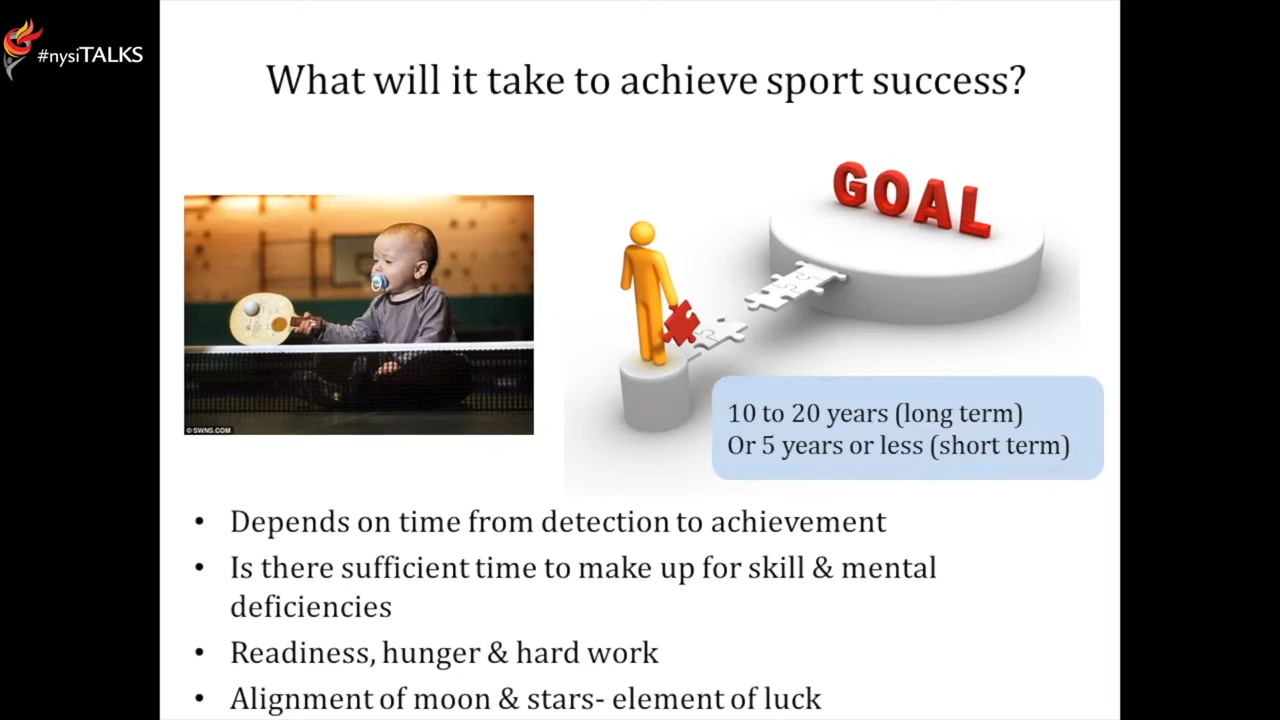 #nysiTALKS
What will it take to achieve sport success?
GOAL
© SWNS.COM
10 to 20 years (long term)
Or 5 years or less (short term)
• Depends on time from detection to achievement
• Is there sufficient time to make up for skill & mental
deficiencies
• Readiness, hunger & hard work
• Alignment of moon & stars- element of luck